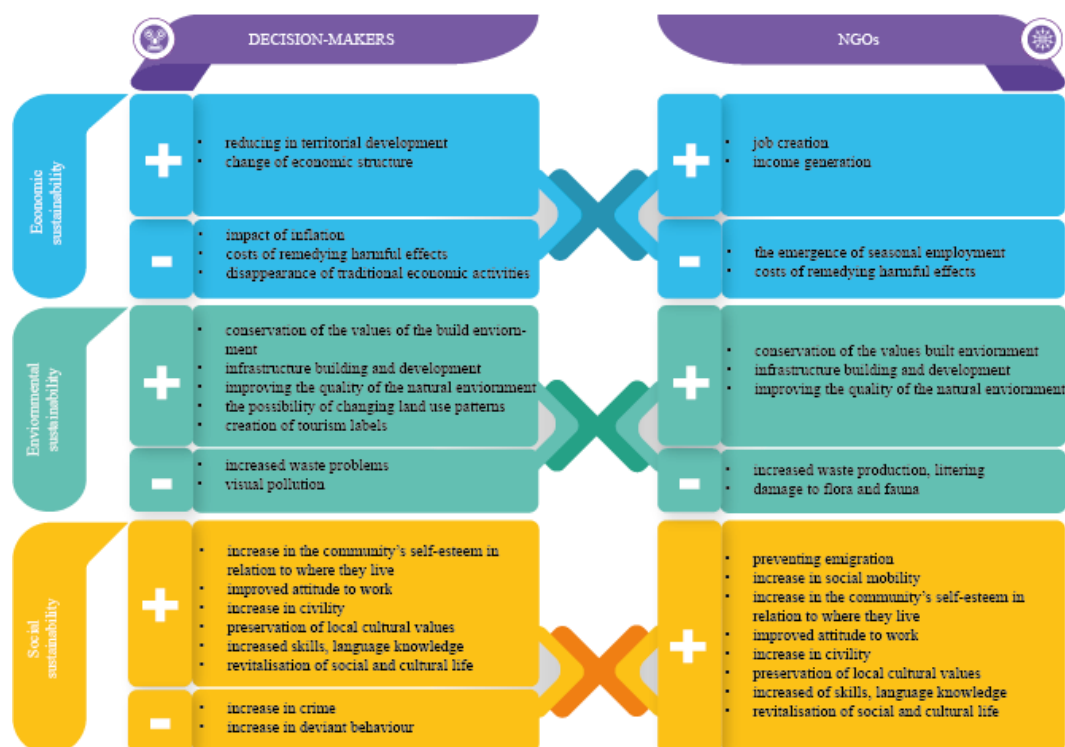 DECISION-MAKERS
NGOs
Economic
sustainability
+
• reducing in territorial development
• change of economic structure
+
• job creation
• income generation
-
• impact of inflation
• costs of remedying harmful effects
• disappearance of traditional economic activities
-
• the emergence of seasonal employment
• costs of remedying harmful effects
Enviornmental
sustainability
+
• conservation of the values of the build enviorn-
ment
• infrastructure building and development
• improving the quality of the natural enviornment
• the possibility of changing land use patterns
• creation of tourism labels
+
• conservation of the values built enviornment
• infrastructure building and development
• improving the quality of the natural enviornment
-
• increased waste problems
• visual pollution
-
• increased waste production, littering
• damage to flora and fauna
Social
sustainability
+
• increase in the community's self-esteem in
relation to where they live
• improved attitude to work
• increase in civility
• preservation of local cultural values
• increased skills, language knowledge
• revitalisation of social and cultural life
-
• increase in crime
• increase in deviant behaviour
+
• preventing emigration
• increase in social mobility
• increase in the community's self-esteem in
relation to where they live
• improved attitude to work
• increase in civility
• preservation of local cultural values
• increased of skills, language knowledge
• revitalisation of social and cultural life